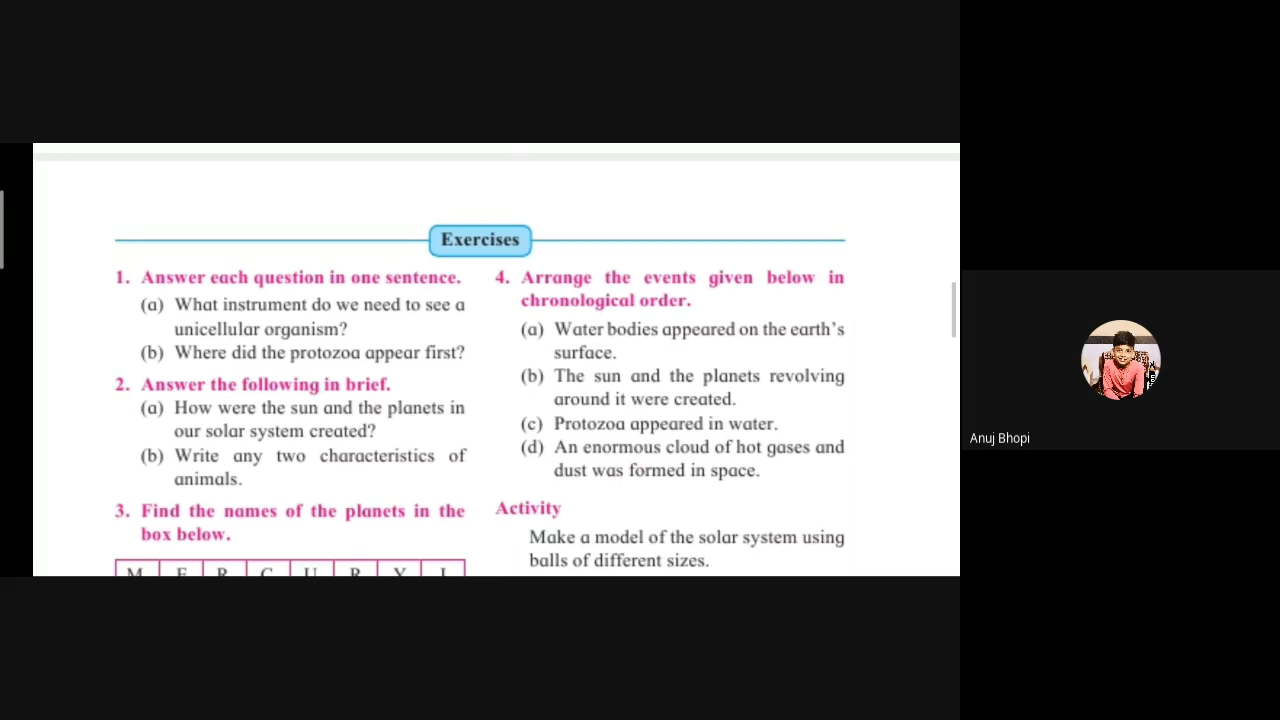 Exercises
1. Answer each question in one sentence.
(a) What instrument do we need to see a
unicellular organism?
(b) Where did the protozoa appear first?
2. Answer the following in brief.
(a) How were the sun and the planets in
our solar system created?
(b) Write any two characteristics of
animals.
3. Find the names of the planets in the
box below.
M E R C U R Y J
4. Arrange the events given below in
chronological order.
(a) Water bodies appeared on the earth's
surface.
(b) The sun and the planets revolving
around it were created.
(c) Protozoa appeared in water.
(d) An enormous cloud of hot gases and
dust was formed in space.
Activity
Make a model of the solar system using
balls of different sizes.
Anuj Bhopi